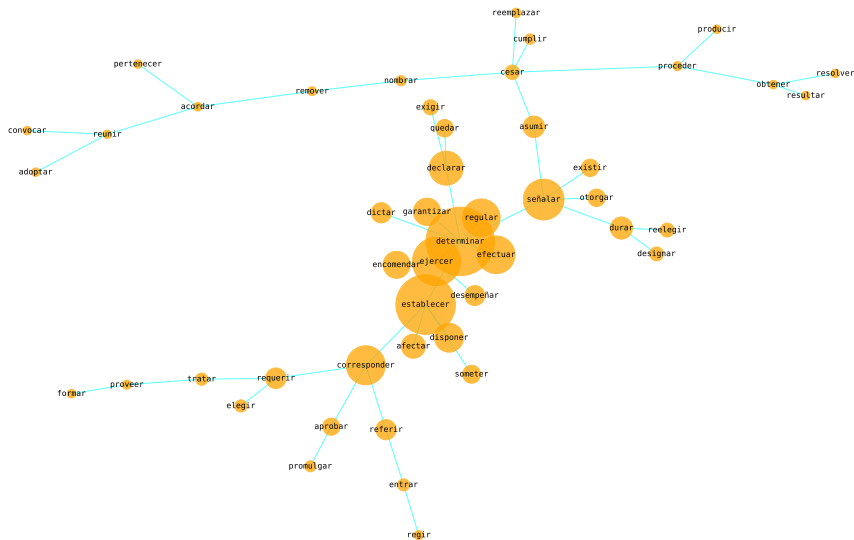 reemplazar
producir
cumplir
pertenecer
proceder
cesar
resolver
nombrar
obtener
remover
resultar
acordar
exigir
convocar
reunir
quedar
asumir
adoptar
declarar
existir
señalar
otorgar
dictar
garantizar
regular
durar
reelegir
determinar
efectuar
designar
encomendar
ejercer
desempeñar
establecer
disponer
afectar
corresponder
someter
requerir
tratar
proveer
formar
elegir
aprobar
referir
promulgar
entrar
regir